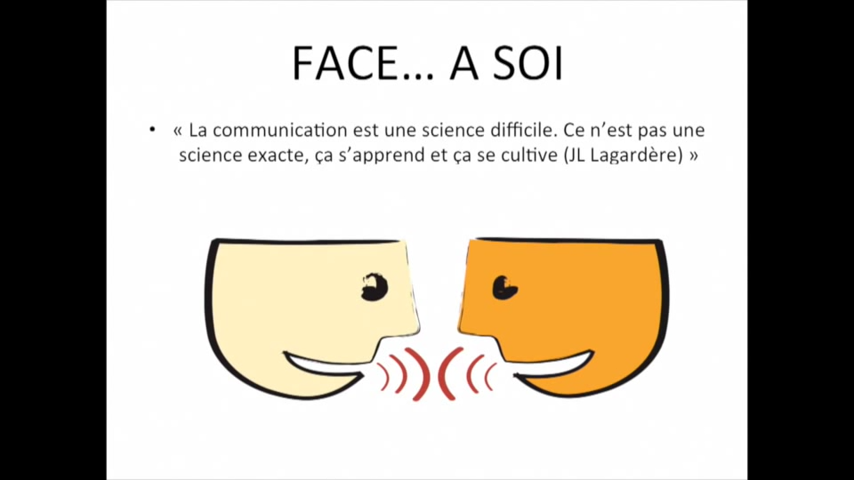 FACE... A SOI
• « La communication est une science difficile. Ce n’est pas une
science exacte, ça s’apprend et ça se cultive (JL Lagardère) »